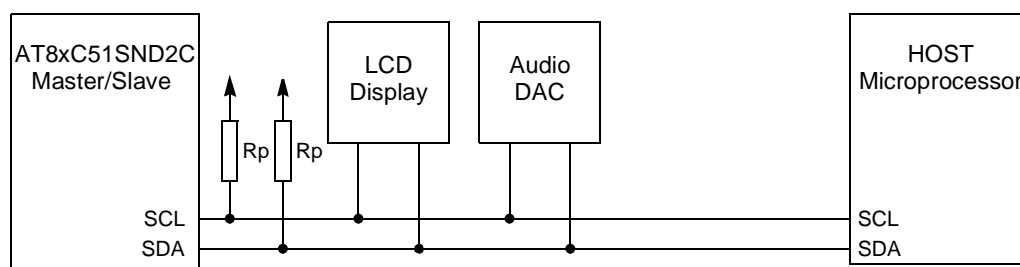 AT8xC51SND2C
Master/Slave
Rp
Rp
LCD
Display
Audio
DAC
HOST
Microprocessor
SCL
SDA
SCL
SDA